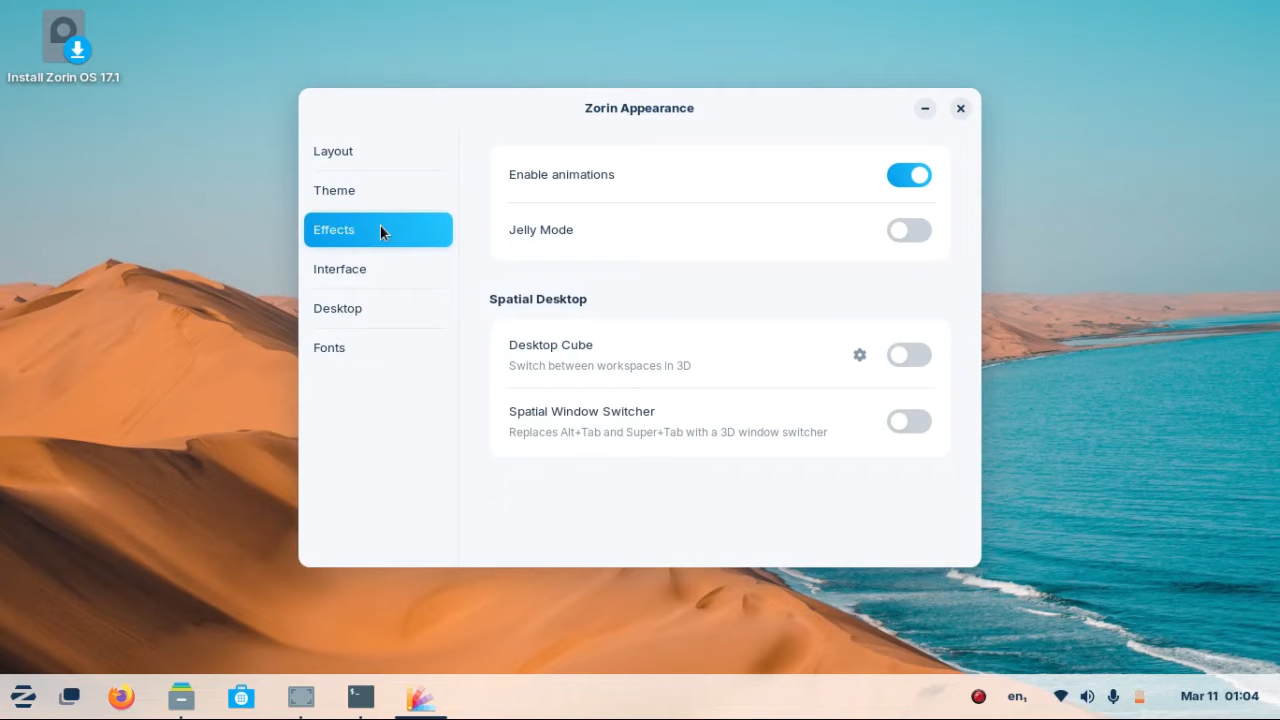 Install Zorin OS 17.1
Zorin Appearance
Layout
Theme
Effects
Interface
Desktop
Fonts
Enable animations
Jelly Mode
Spatial Desktop
Desktop Cube
Switch between workspaces in 3D
Spatial Window Switcher
Replaces Alt+Tab and Super+Tab with a 3D window switcher
$-
en₁
Mar 11 01:04